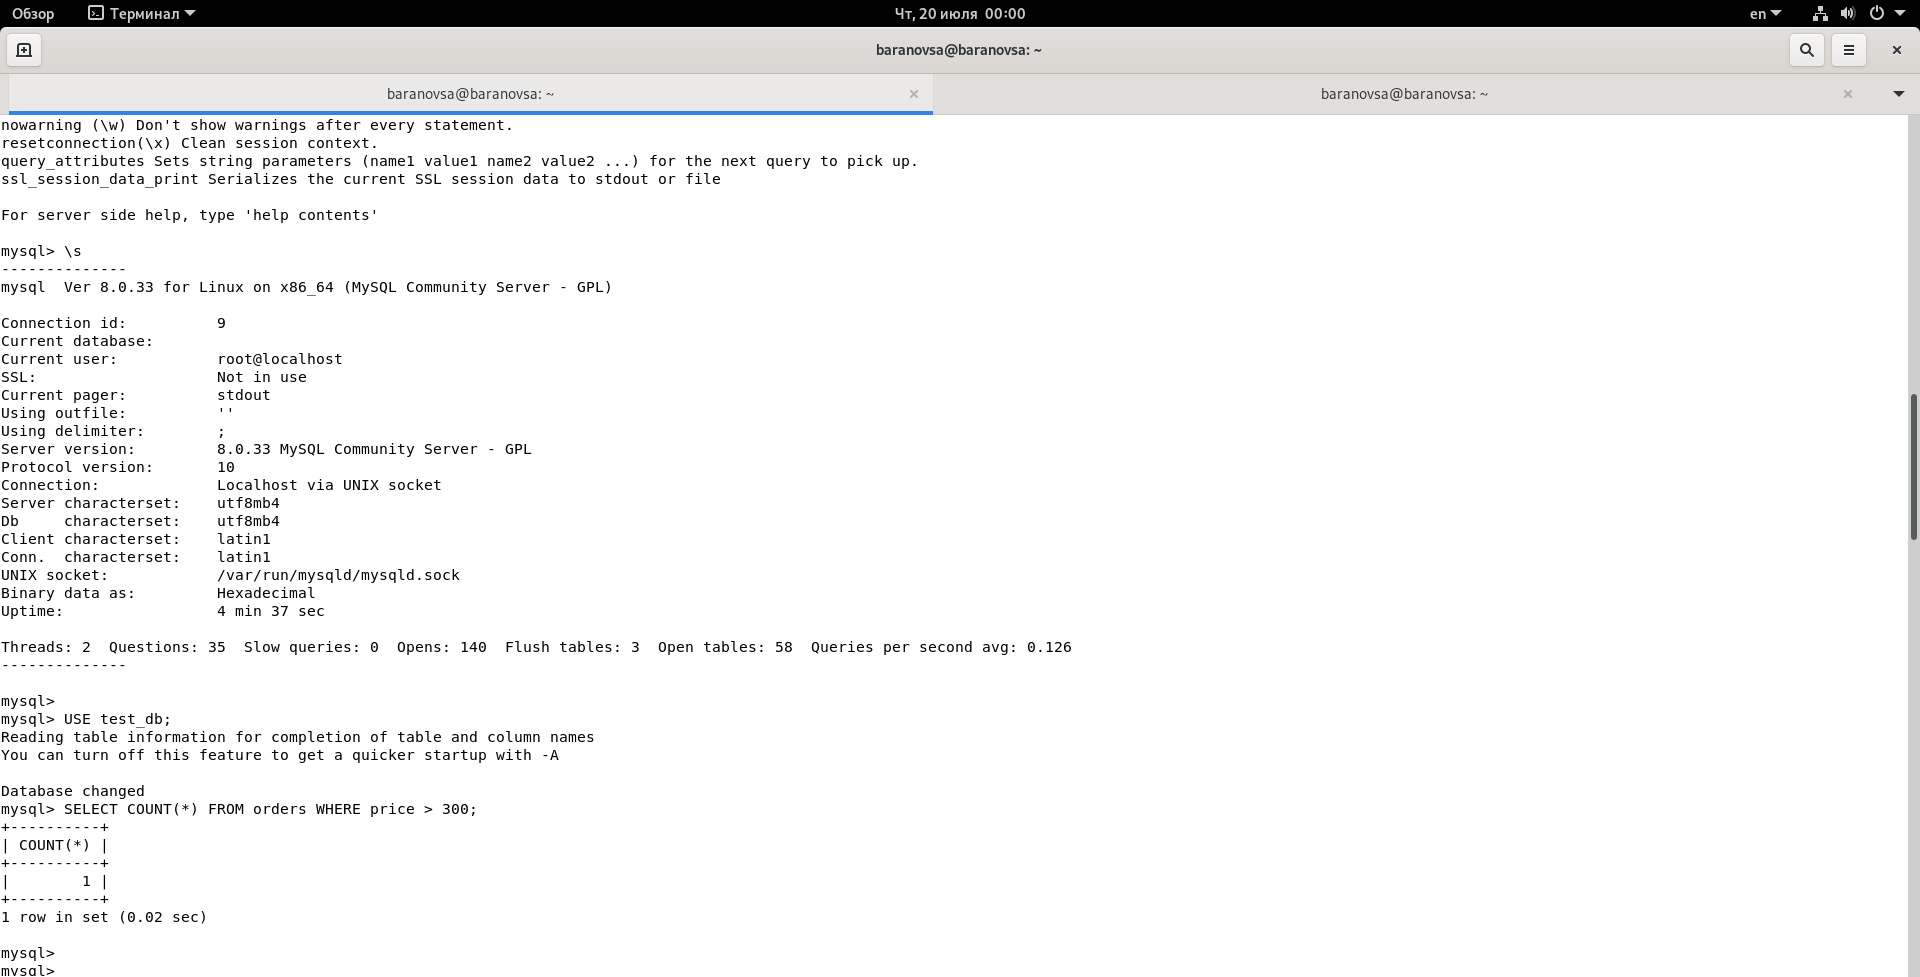 Обзор Терминал Чт, 20 июля 00:00 en
baranovsa@baranovsa: ~
baranovsa@baranovsa: ~ baranovsa@baranovsa: ~
nowarning (\w) Don't show warnings after every statement.
resetconnection(\x) Clean session context.
query_attributes Sets string parameters (name1 value1 name2 value2 ...) for the next query to pick up.
ssl_session_data_print Serializes the current SSL session data to stdout or file
For server side help, type 'help contents'
mysql> \s
--------------
mysql  Ver 8.0.33 for Linux on x86_64 (MySQL Community Server - GPL)
Connection id:          9
Current database:
Current user:           root@localhost
SSL:                    Not in use
Current pager:          stdout
Using outfile:          ''
Using delimiter:        ;
Server version:         8.0.33 MySQL Community Server - GPL
Protocol version:       10
Connection:             Localhost via UNIX socket
Server characterset:    utf8mb4
Db     characterset:    utf8mb4
Client characterset:    latin1
Conn.  characterset:    latin1
UNIX socket:            /var/run/mysqld/mysqld.sock
Binary data as:         Hexadecimal
Uptime:                 4 min 37 sec
Threads: 2  Questions: 35  Slow queries: 0  Opens: 140  Flush tables: 3  Open tables: 58  Queries per second avg: 0.126
--------------
mysql>
mysql> USE test_db;
Reading table information for completion of table and column names
You can turn off this feature to get a quicker startup with -A
Database changed
mysql> SELECT COUNT(*) FROM orders WHERE price > 300;
+----------+
| COUNT(*) |
+----------+
|        1 |
+----------+
1 row in set (0.02 sec)
mysql>
mysql>